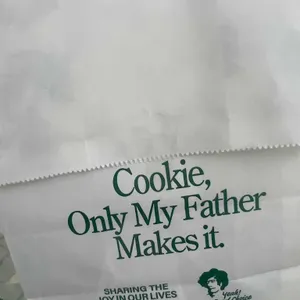 Cookie,
Only My Father
Makes it.
SHARING THE
JOY IN OUR LIVES